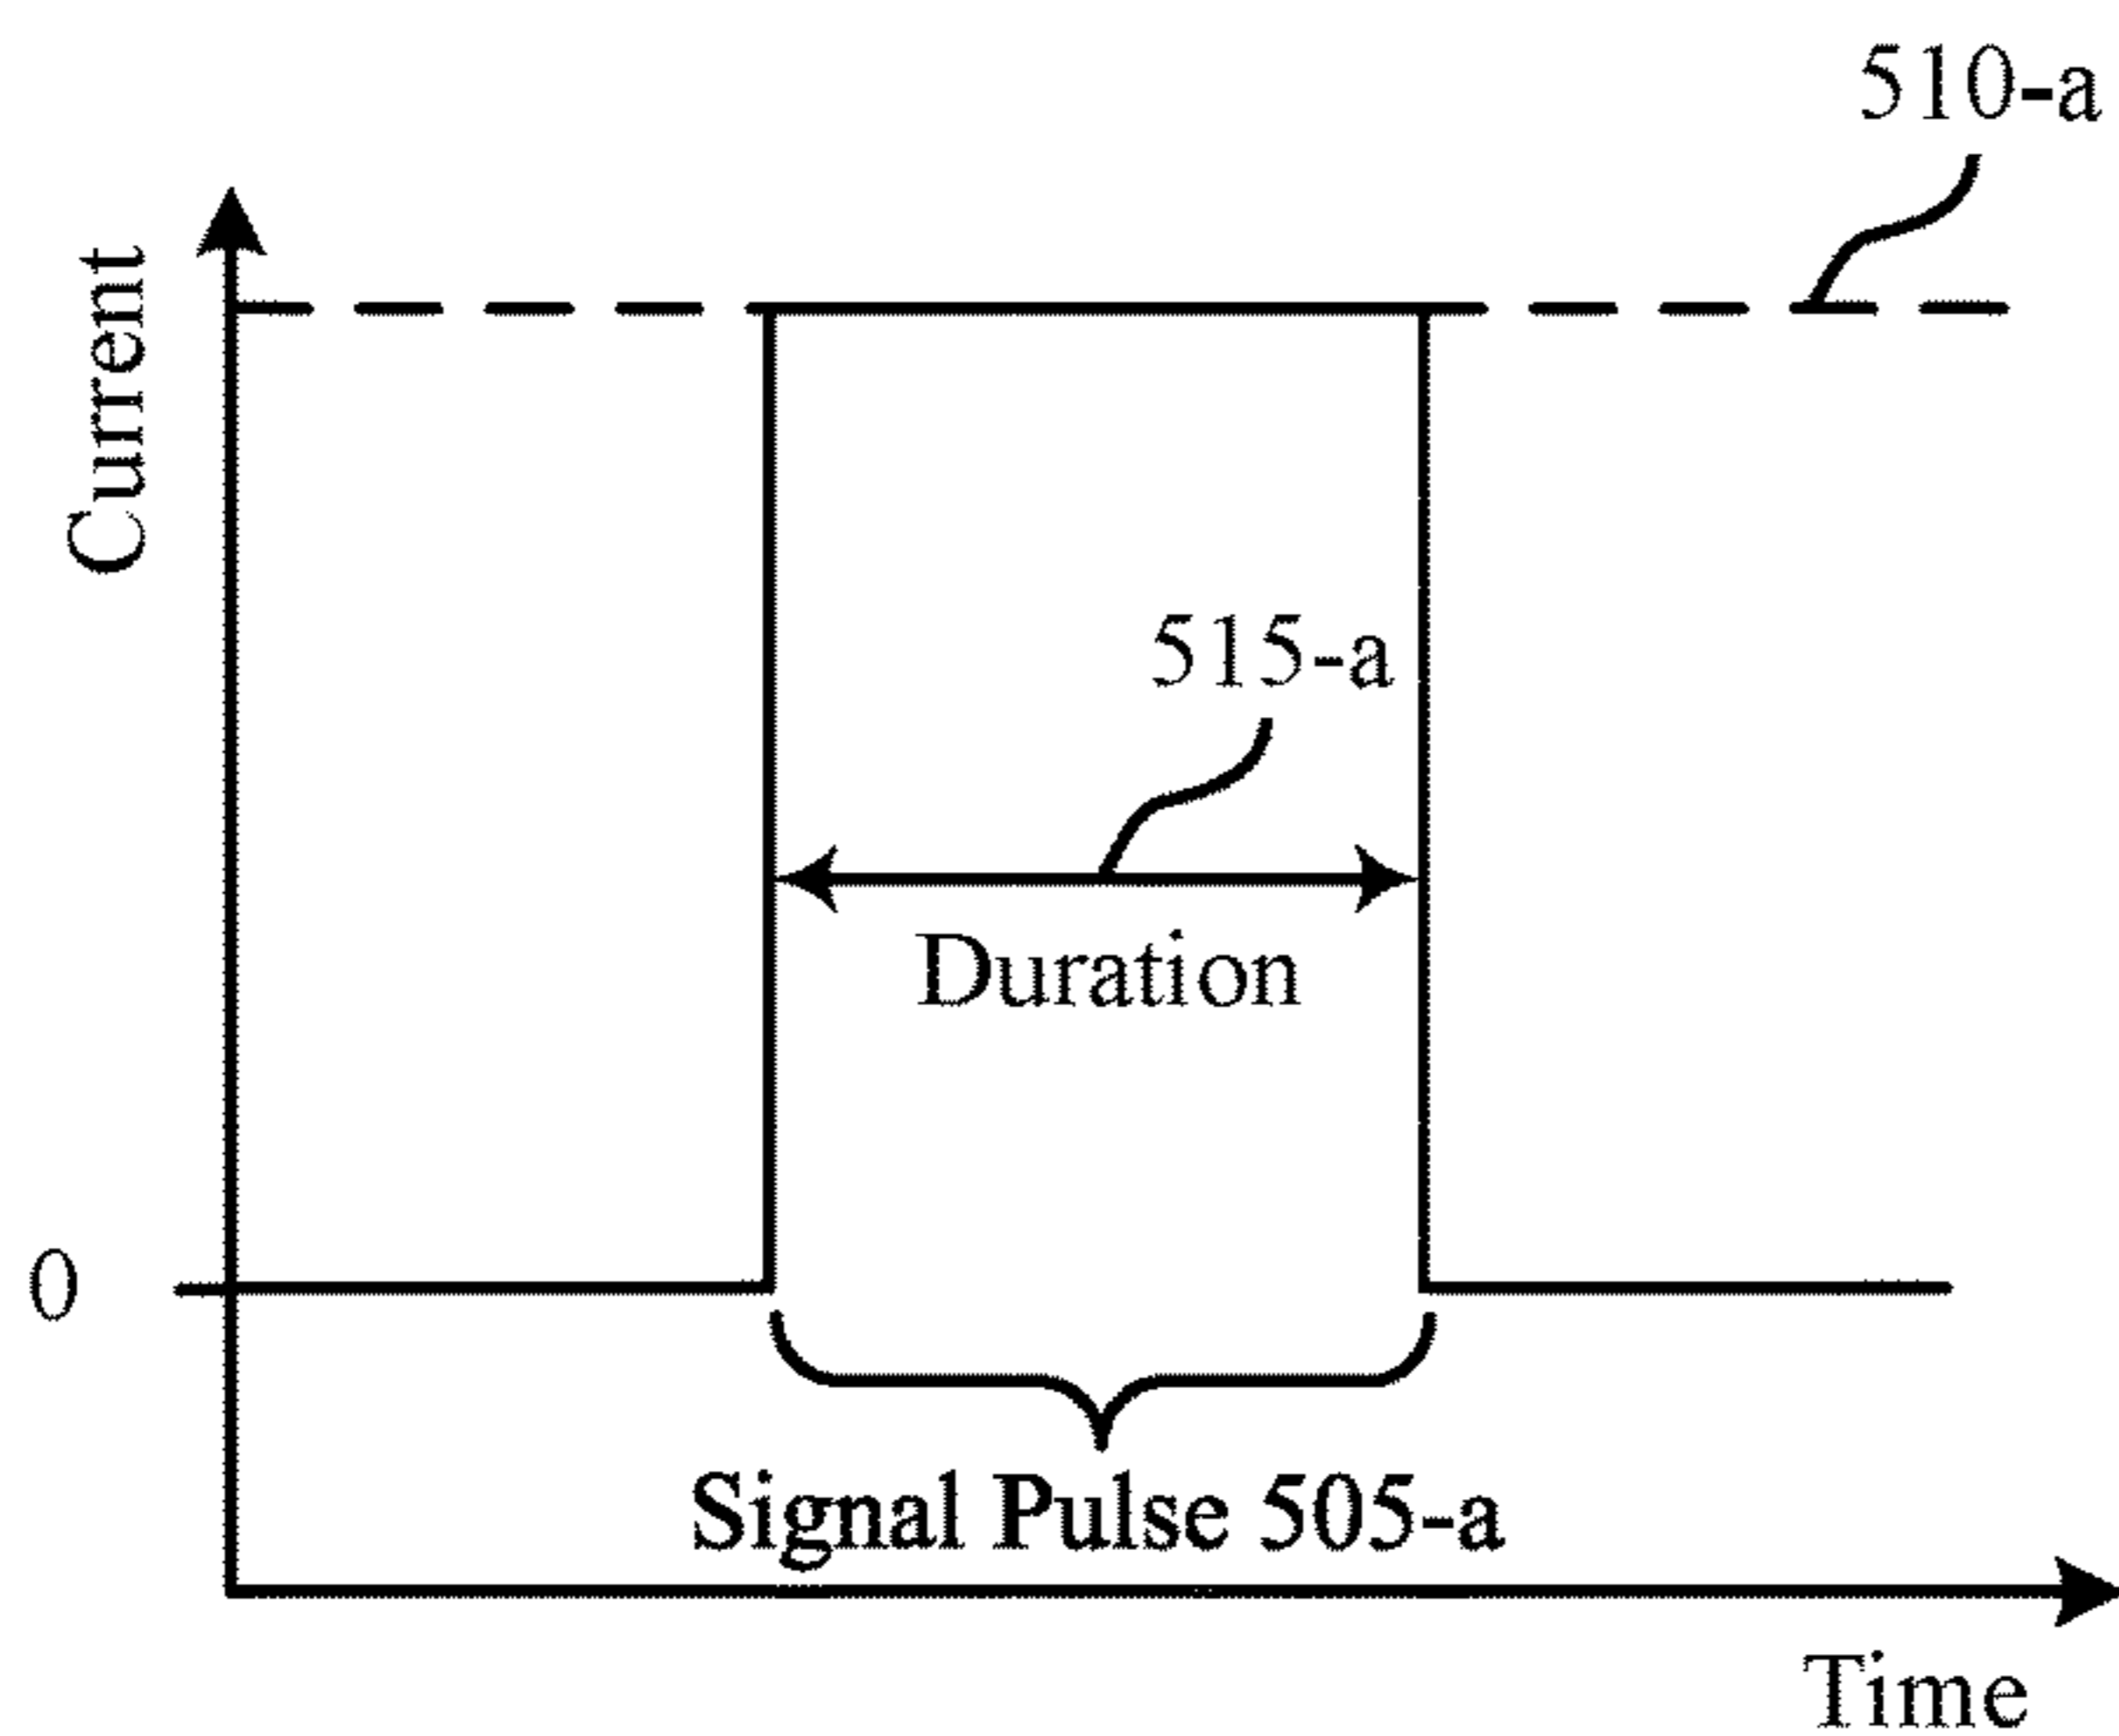 510-a
Current
515-a
Duration
0
Signal Pulse 505-a
Time